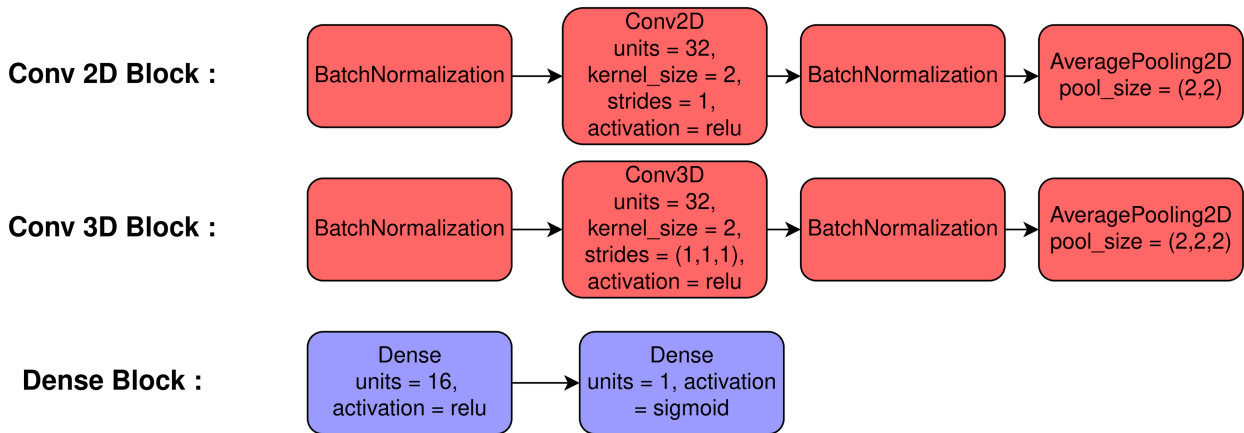 Conv 2D Block :
BatchNormalization
Conv2D
units = 32,
kernel_size = 2,
strides = 1,
activation = relu
BatchNormalization
AveragePooling2D
pool_size = (2,2)
Conv 3D Block :
BatchNormalization
Conv3D
units = 32,
kernel_size = 2,
strides = (1,1,1),
activation = relu
BatchNormalization
AveragePooling2D
pool_size = (2,2,2)
Dense Block :
Dense
units = 16,
activation = relu
Dense
units = 1, activation
= sigmoid